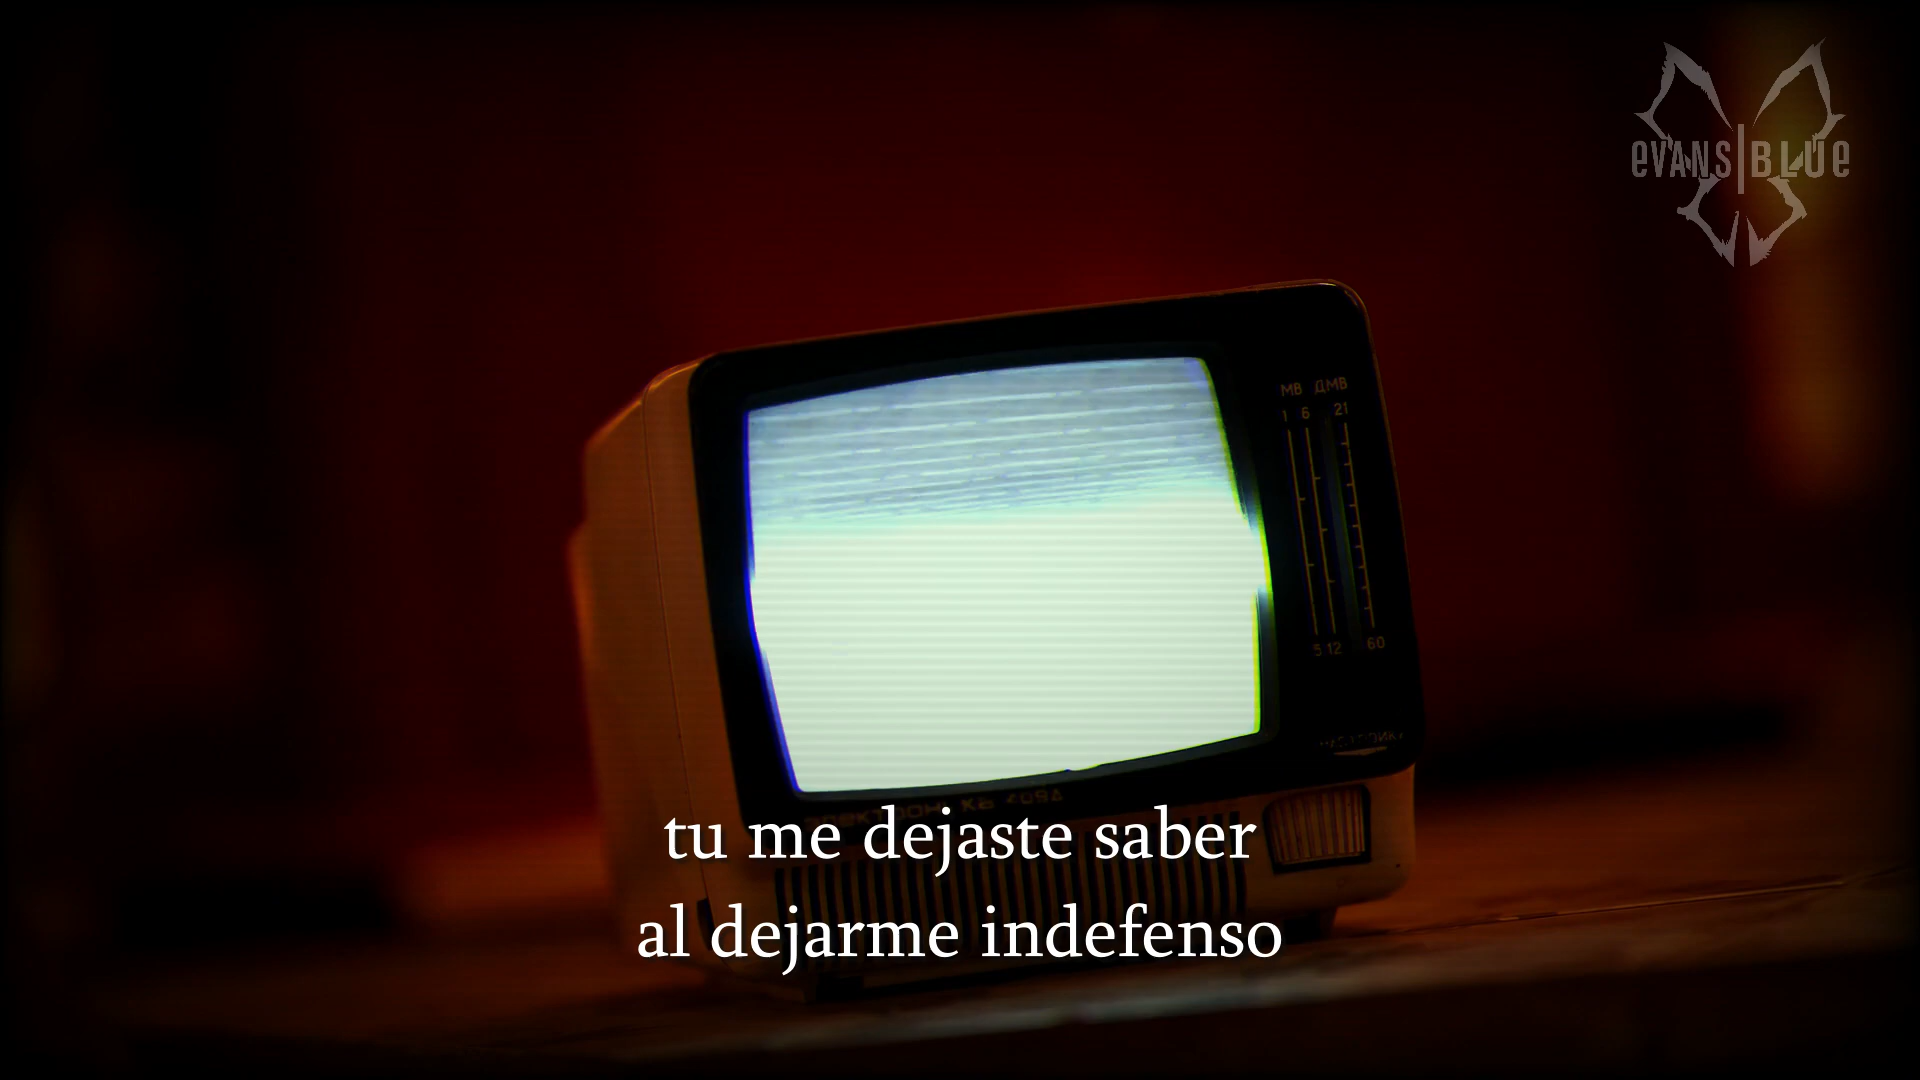 evans|BLUe
МВ ДМВ
1 6 21
5 12 60
tu me dejaste saber
al dejarme indefenso